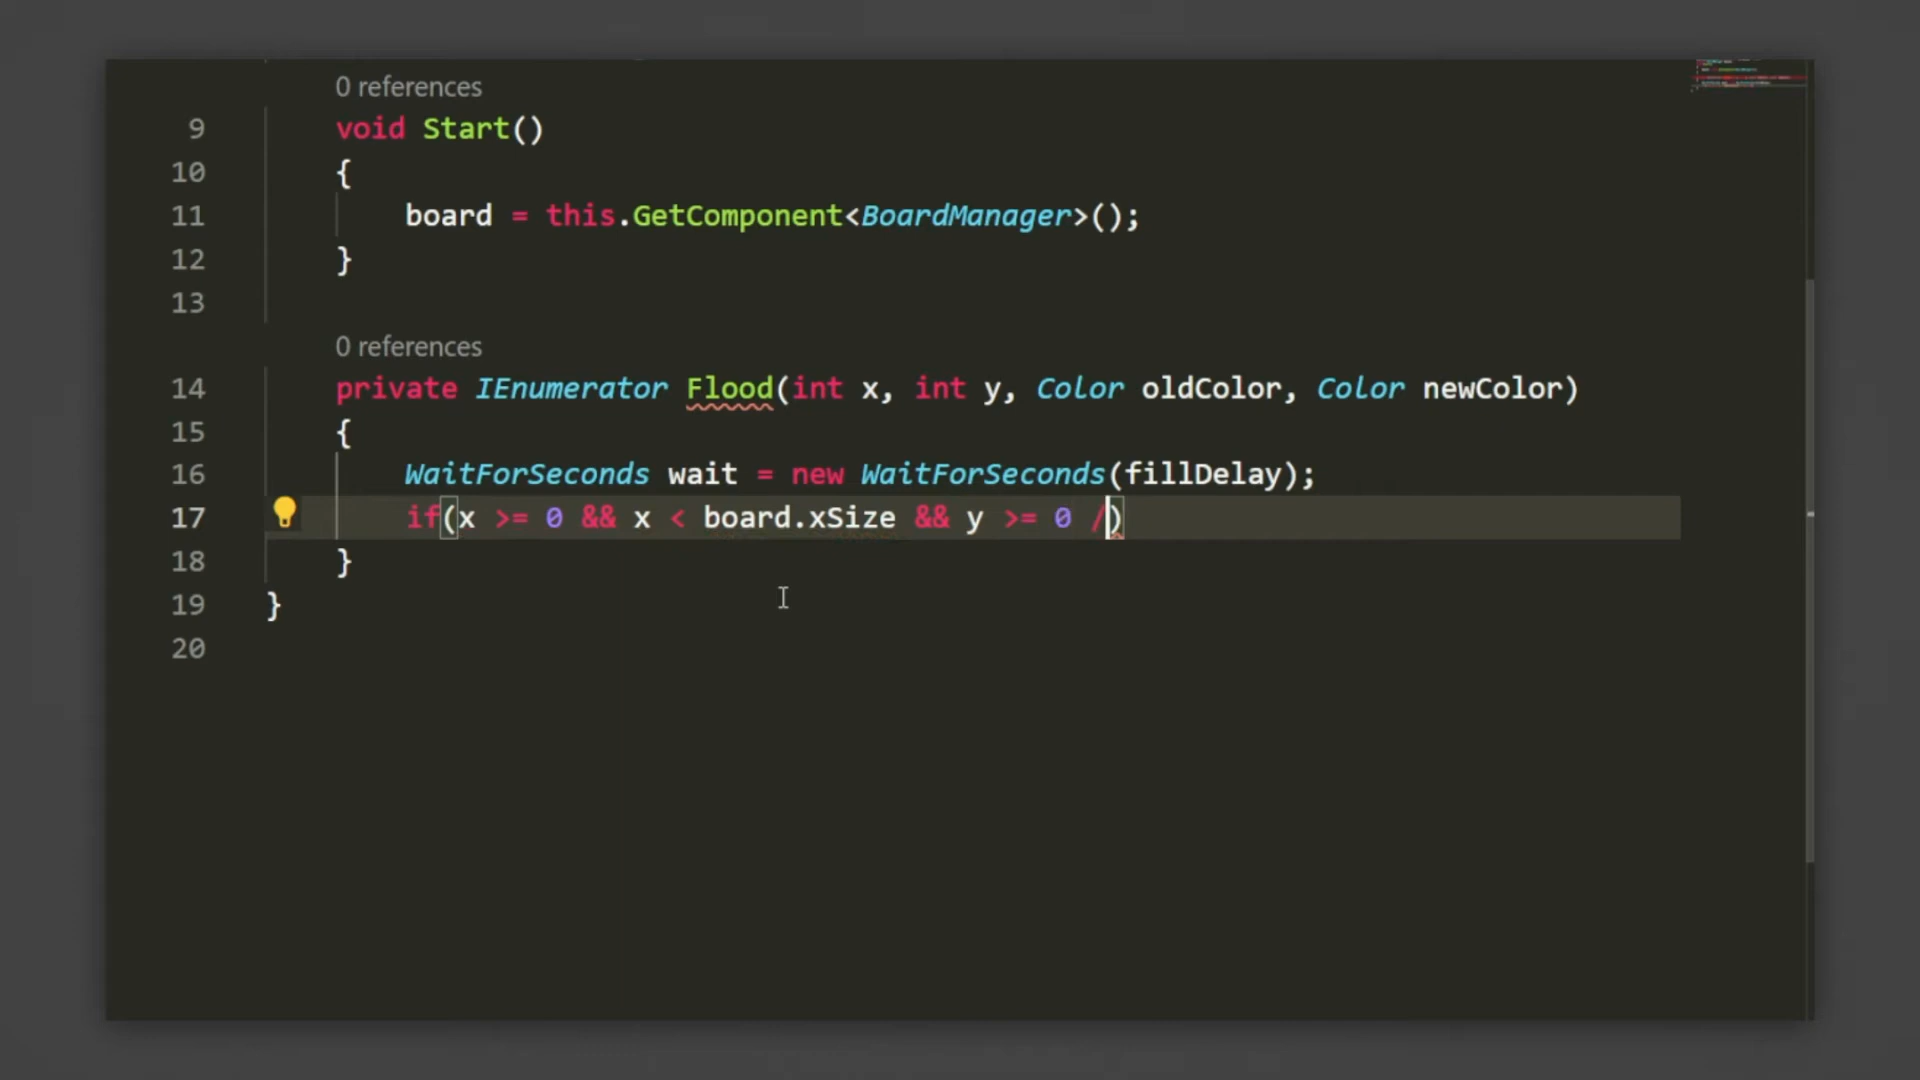 0 references
9 void Start()
10 {
11 board = this.GetComponent<BoardManager>();
12 }
13
0 references
14 private IEnumerator Flood(int x, int y, Color oldColor, Color newColor)
15 {
16 WaitForSeconds wait = new WaitForSeconds(fillDelay);
17 if(x >= 0 && x < board.xSize && y >= 0 /)
18 }
19 }
20